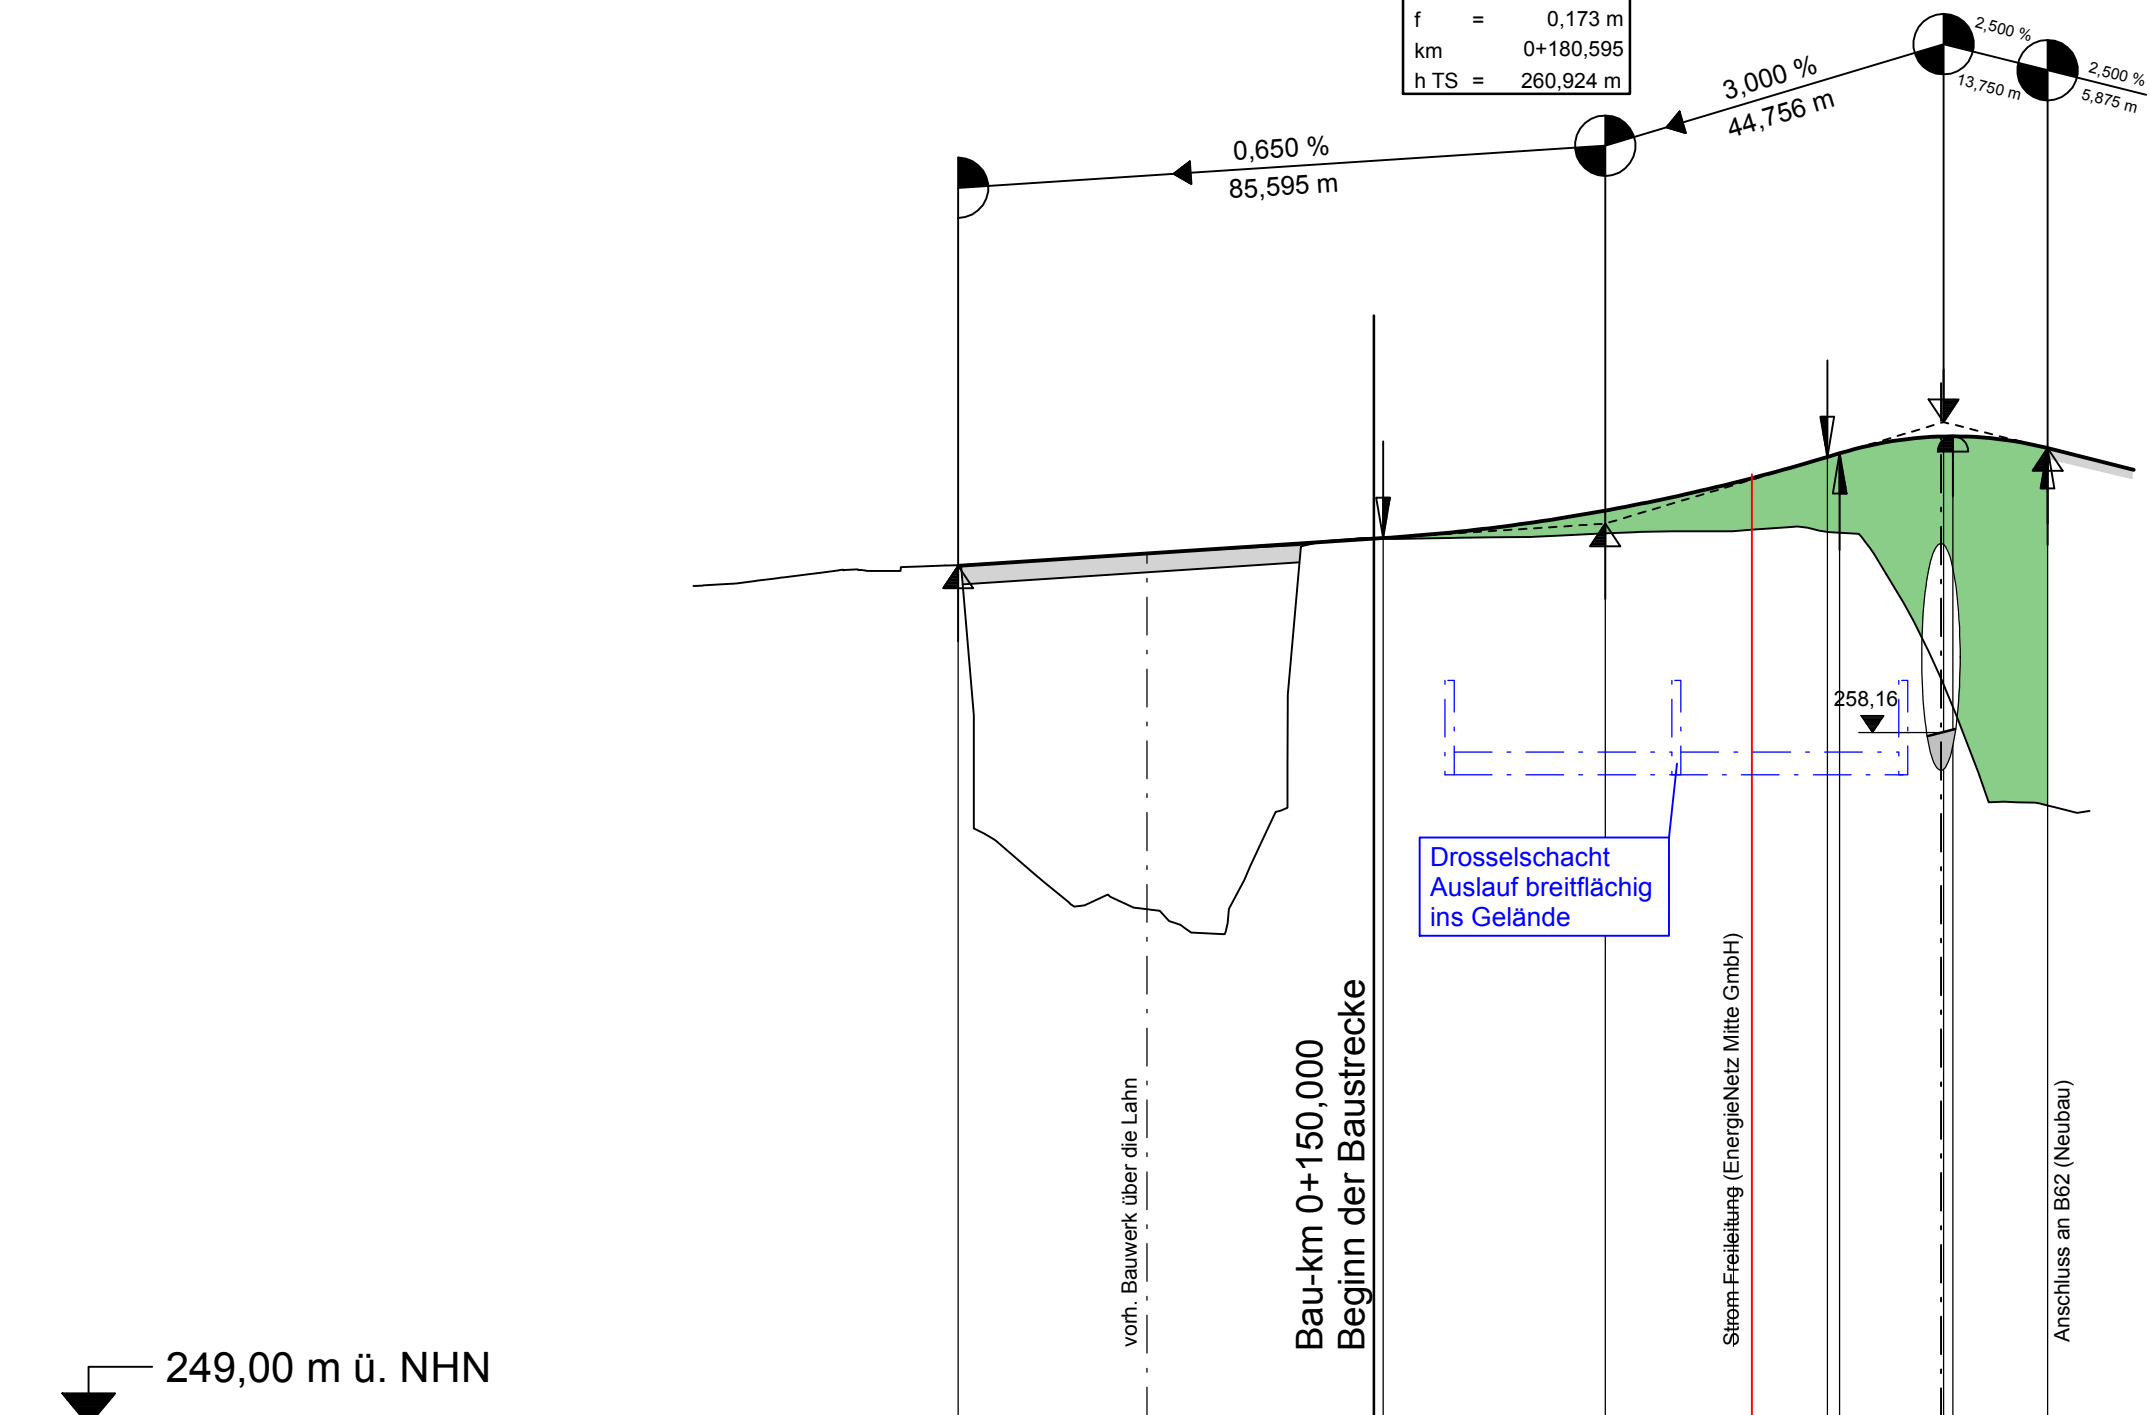 f = 0,173 m
km 0+180,595
h TS = 260,924 m
2,500 %
13,750 m
2,500 %
5,875 m
3,000 %
44,756 m
0,650 %
85,595 m
258,16
Drosselschacht
Auslauf breitflächig
ins Gelände
vorh. Bauwerk über die Lahn
Bau-km 0+150,000
Beginn der Baustrecke
Strom Freileitung (EnergieNetz Mitte GmbH)
Anschluss an B62 (Neubau)
249,00 m ü. NHN